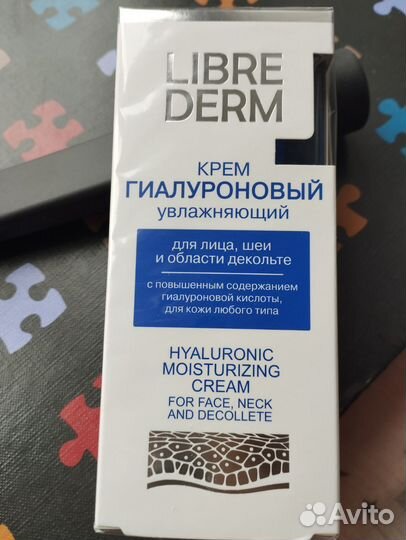 LIBRE
DERM
КРЕМ
ГИАЛУРОНОВЫЙ
увлажняющий
для лица, шеи
и области декольте
с повышенным содержанием
гиалуроновой кислоты,
для кожи любого типа
HYALURONIC
MOISTURIZING
CREAM
FOR FACE, NECK
AND DECOLLETE
Avito